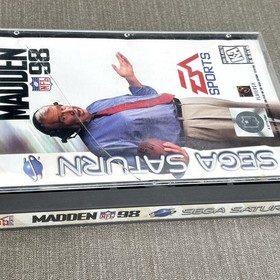 MADDEN
NFL 98
EA
SPORTS
SEGA SATURN
MADDEN NFL 98 SEGA SATURN